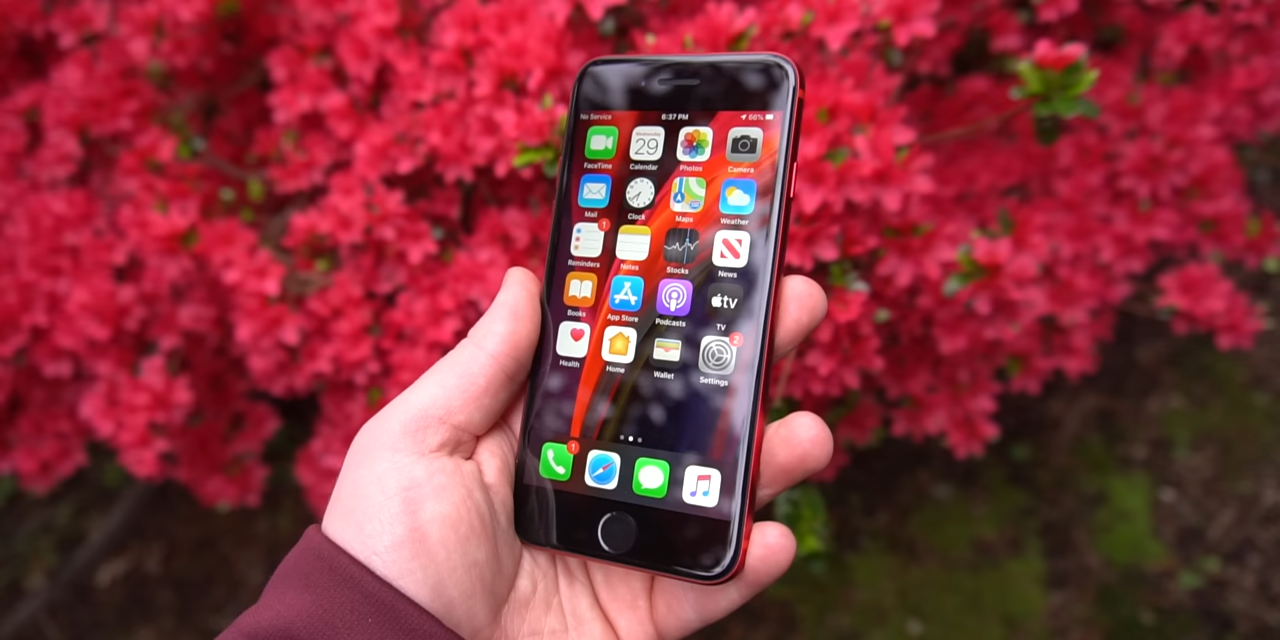 No Service 6:37 PM 66%
FaceTime Wednesday 29 Calendar Photos Camera
Mail Clock Maps Weather
1
Reminders Notes Stocks News
Books App Store Podcasts tv TV
2
Health Home Wallet Settings
1